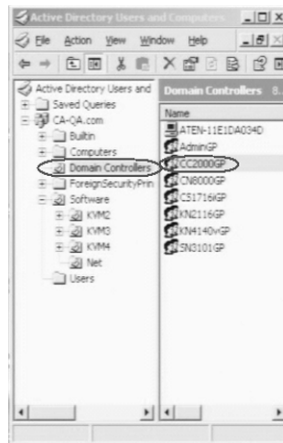 Active Directory Users and Computers
File Action View Window Help
Active Directory Users and
Saved Queries
CA-QA.com
Builtin
Computers
Domain Controllers
ForeignSecurityPrin
Software
KVM2
KVM3
KVM4
Net
Users
Domain Controllers 8..
Name
ATEN-11E1DA034D
AdminGP
CC2000GP
CN8000GP
CS1716iGP
KN2116GP
KN4140vGP
SN3101GP